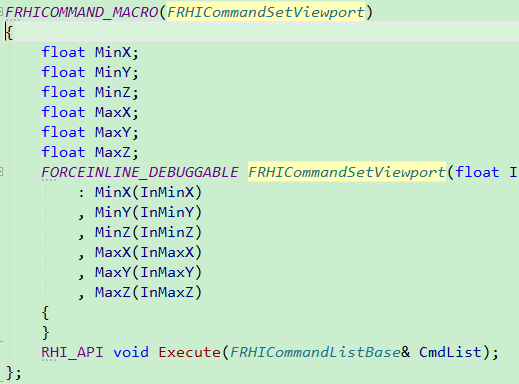 FRHICOMMAND_MACRO(FRHICommandSetViewport)
{
float MinX;
float MinY;
float MinZ;
float MaxX;
float MaxY;
float MaxZ;
FORCEINLINE_DEBUGGABLE FRHICommandSetViewport(float I
: MinX(InMinX)
, MinY(InMinY)
, MinZ(InMinZ)
, MaxX(InMaxX)
, MaxY(InMaxY)
, MaxZ(InMaxZ)
{
}
RHI_API void Execute(FRHICommandListBase& CmdList);
};